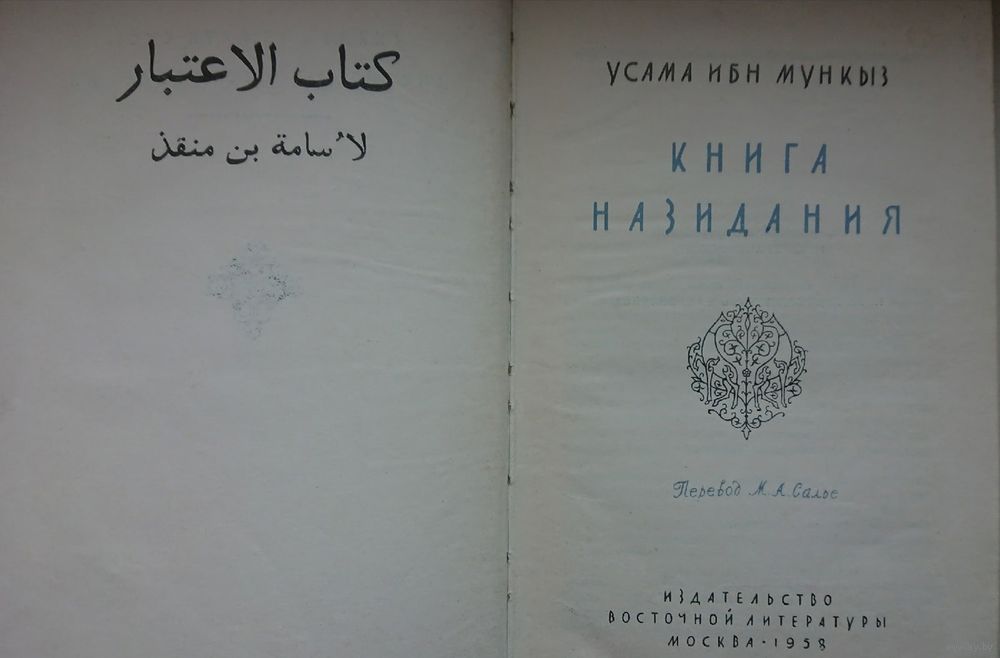 كتاب الاعتبار
لأسامة بن منقذ
УСАМА ИБН МУНКЫЗ
КНИГА
НАЗИДАНИЯ
Перевод М. А. Салье
ИЗДАТЕЛЬСТВО
ВОСТОЧНОЙ ЛИТЕРАТУРЫ
МОСКВА · 1958